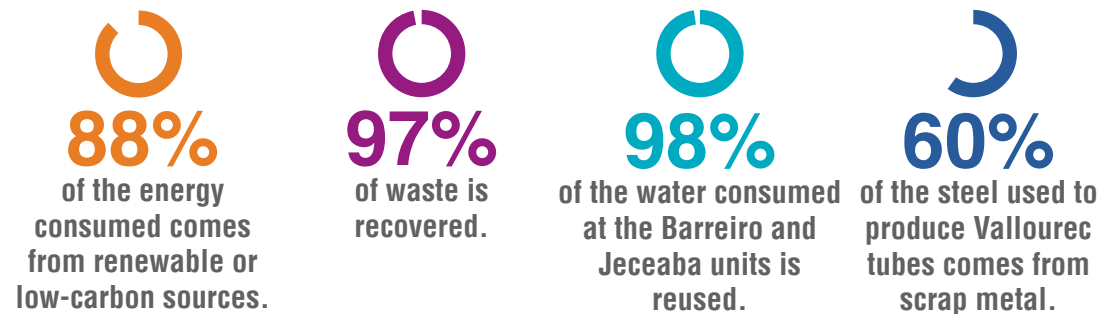 88%
of the energy
consumed comes
from renewable or
low-carbon sources.
97%
of waste is
recovered.
98%
of the water consumed
at the Barreiro and
Jeceaba units is
reused.
60%
of the steel used to
produce Vallourec
tubes comes from
scrap metal.